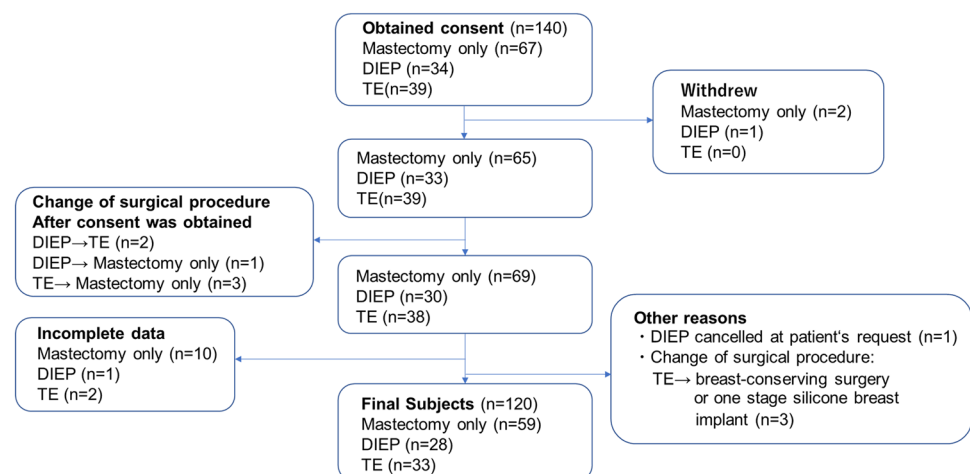 Obtained consent (n=140)
Mastectomy only (n=67)
DIEP (n=34)
TE(n=39)
Withdrew
Mastectomy only (n=2)
DIEP (n=1)
TE (n=0)
Mastectomy only (n=65)
DIEP (n=33)
TE(n=39)
Change of surgical procedure
After consent was obtained
DIEP→TE (n=2)
DIEP→ Mastectomy only (n=1)
TE→ Mastectomy only (n=3)
Mastectomy only (n=69)
DIEP (n=30)
TE (n=38)
Incomplete data
Mastectomy only (n=10)
DIEP (n=1)
TE (n=2)
Other reasons
・DIEP cancelled at patient‘s request (n=1)
・Change of surgical procedure:
TE→ breast-conserving surgery
or one stage silicone breast
implant (n=3)
Final Subjects (n=120)
Mastectomy only (n=59)
DIEP (n=28)
TE (n=33)